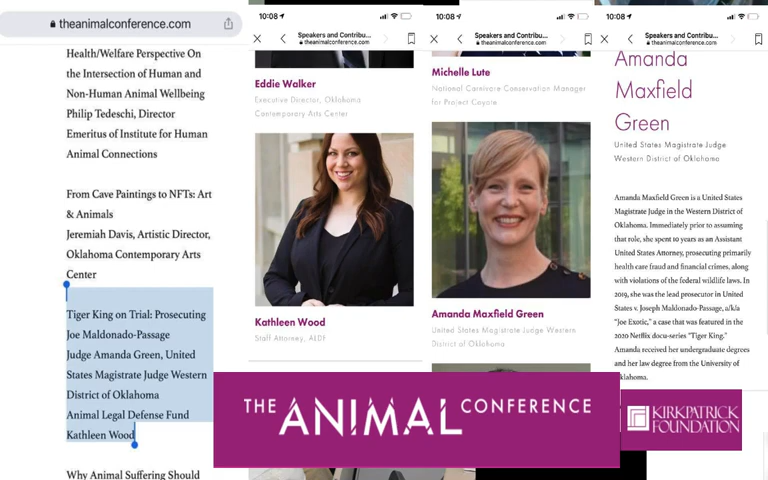 theanimalconference.com
Health/Welfare Perspective On
the Intersection of Human and
Non-Human Animal Wellbeing
Philip Tedeschi, Director
Emeritus of Institute for Human
Animal Connections
From Cave Paintings to NFTs: Art
& Animals
Jeremiah Davis, Artistic Director,
Oklahoma Contemporary Arts
Center
Tiger King on Trial: Prosecuting
Joe Maldonado-Passage
Judge Amanda Green, United
States Magistrate Judge Western
District of Oklahoma
Animal Legal Defense Fund
Kathleen Wood
Why Animal Suffering Should
10:08
Speakers and Contribu...
theanimalconference.com
Eddie Walker
Executive Director, Oklahoma
Contemporary Arts Center
Kathleen Wood
Staff Attorney, ALDF
10:08
Speakers and Contribu...
theanimalconference.com
Michelle Lute
National Carnivore Conservation Manager
for Project Coyote
Amanda Maxfield Green
United States Magistrate Judge Western
District of Oklahoma
10:08
Speakers and Contribu...
theanimalconference.com
Amanda
Maxfield
Green
United States Magistrate Judge
Western District of Oklahoma
Amanda Maxfield Green is a United States
Magistrate Judge in the Western District of
Oklahoma. Immediately prior to assuming
that role, she spent 10 years as an Assistant
United States Attorney, prosecuting primarily
health care fraud and financial crimes, along
with violations of the federal wildlife laws. In
2019, she was the lead prosecutor in United
States v. Joseph Maldonado-Passage, a/k/a
"Joe Exotic," a case that was featured in the
2020 Netflix docu-series "Tiger King."
Amanda received her undergraduate degrees
and her law degree from the University of
Oklahoma.
THE ANIMAL CONFERENCE
KIRKPATRICK
FOUNDATION